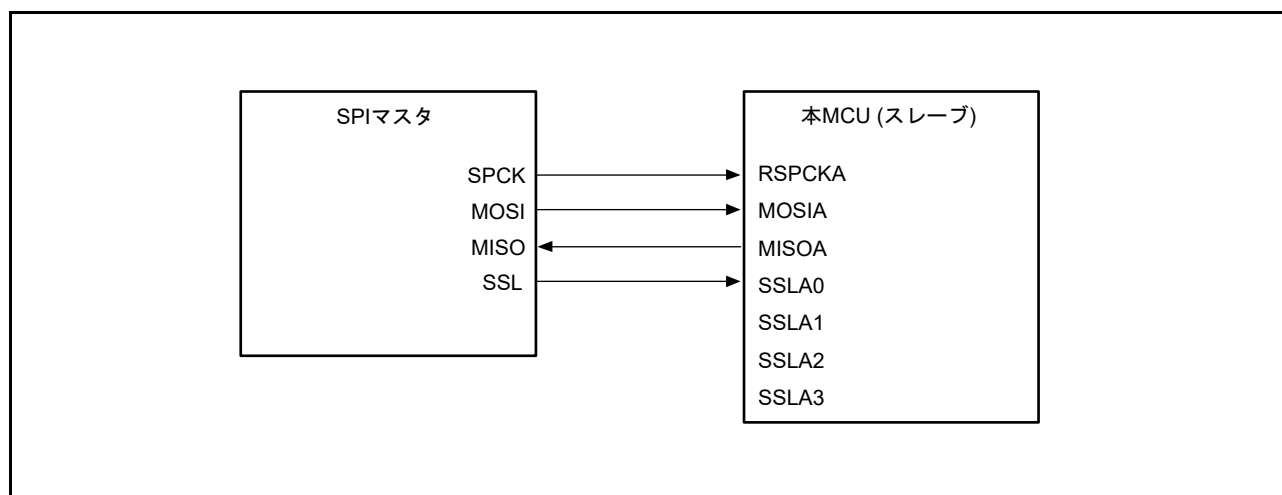 SPIマスタ
SPCK
MOSI
MISO
SSL
本MCU (スレーブ)
RSPCKA
MOSIA
MISOA
SSLA0
SSLA1
SSLA2
SSLA3